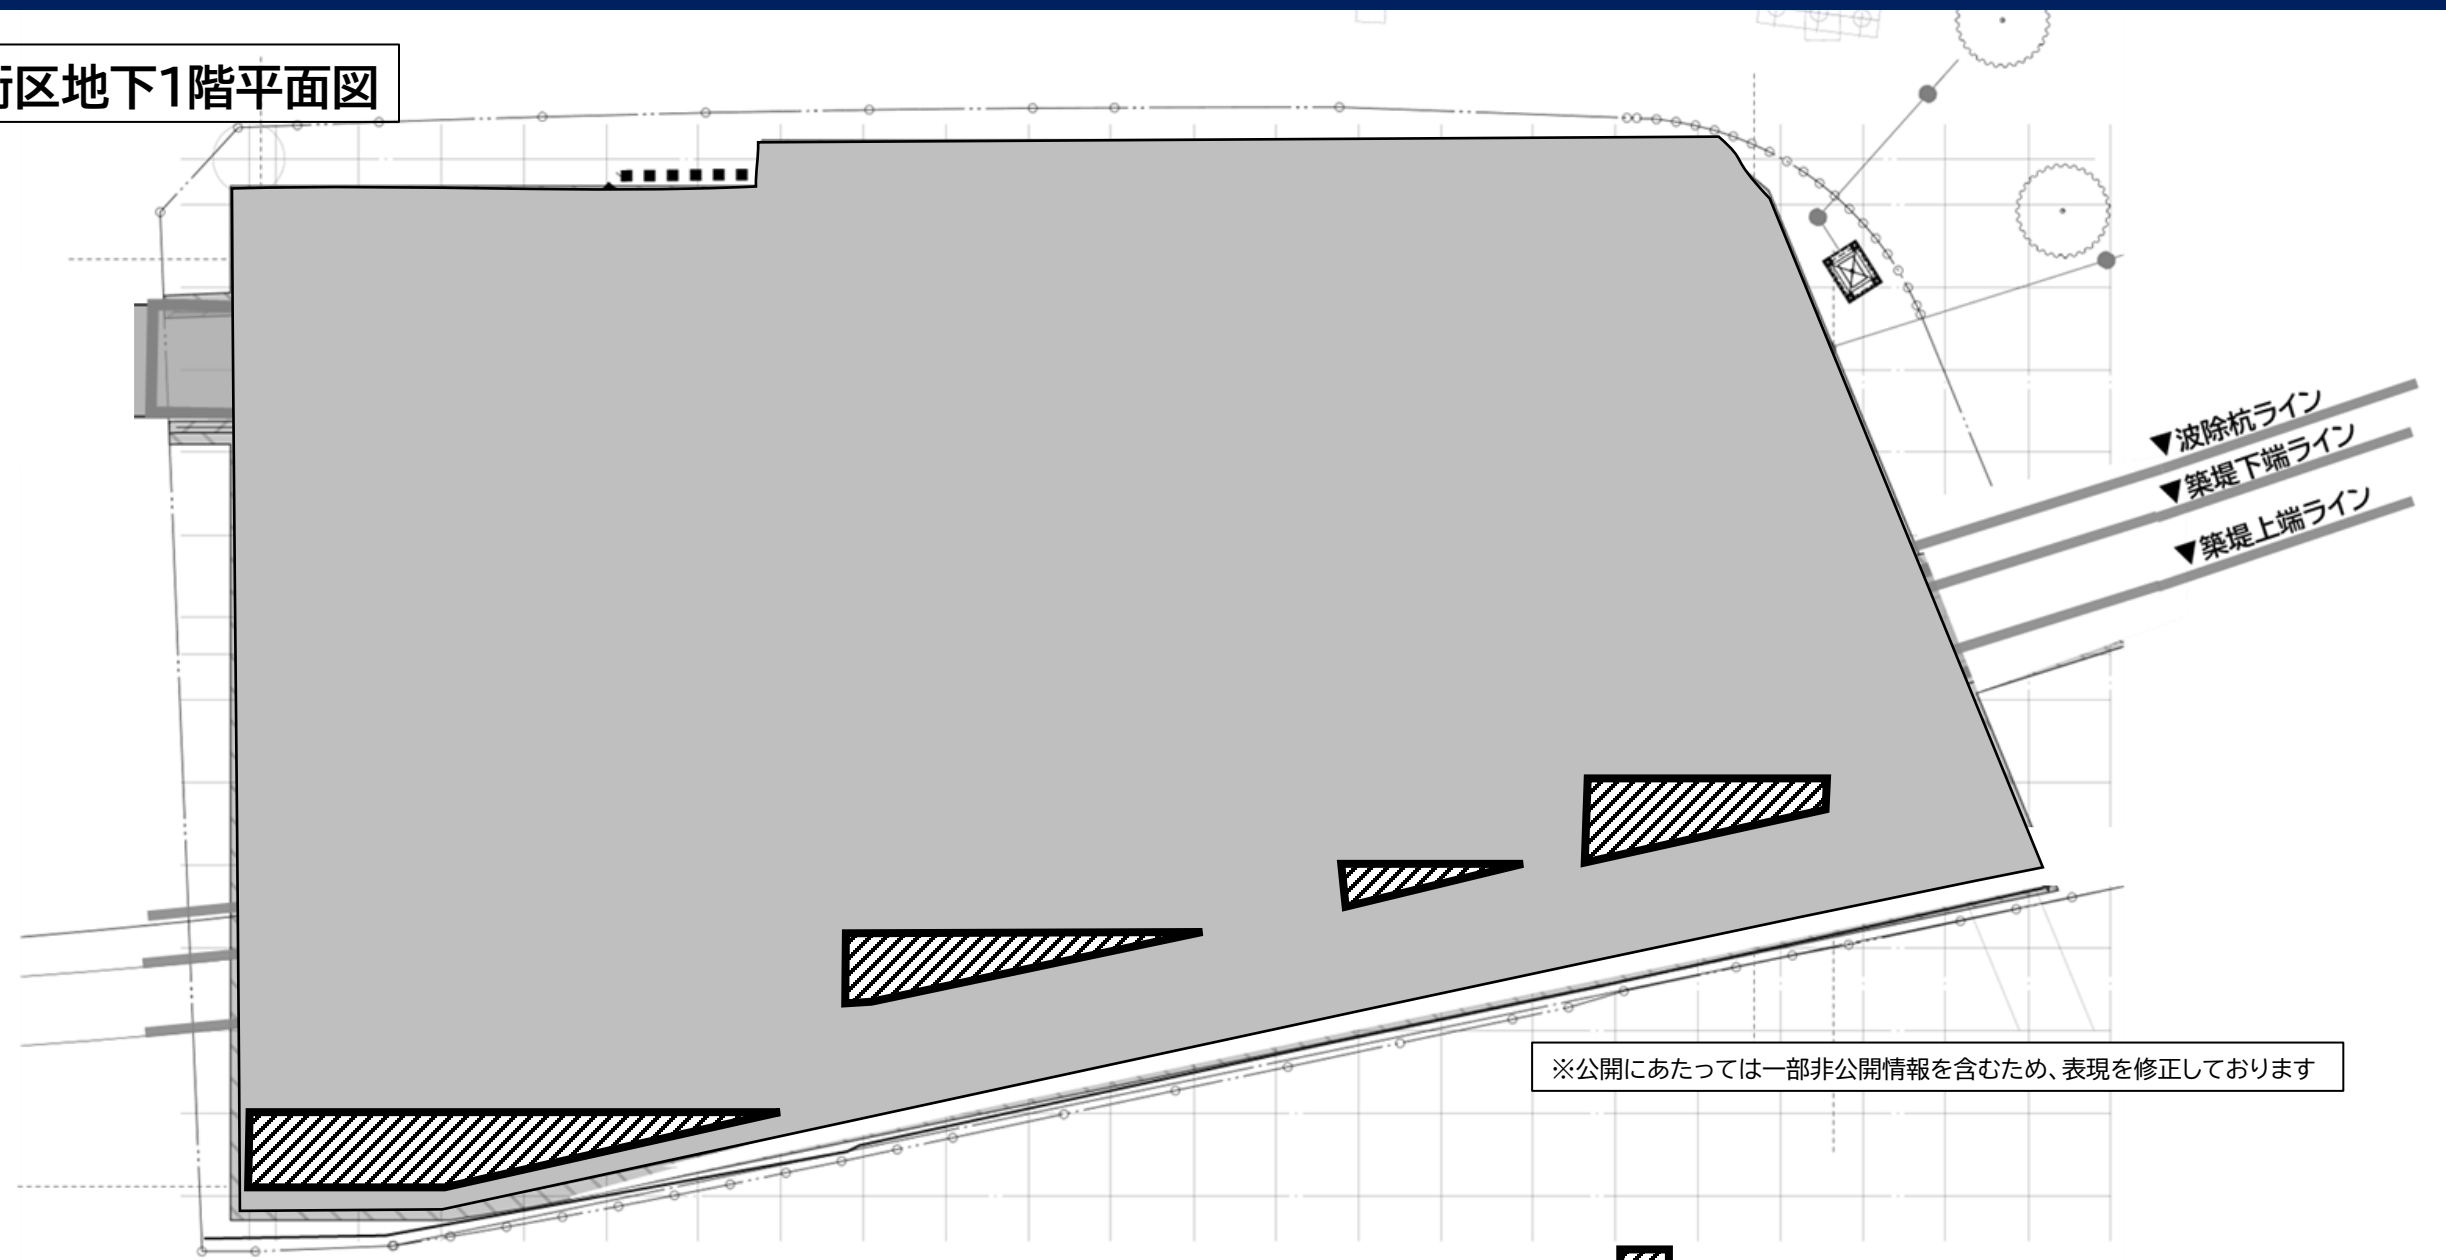 街区地下1階平面図
▼波除杭ライン
▼築堤下端ライン
▼築堤上端ライン
※公開にあたっては一部非公開情報を含むため、表現を修正しております